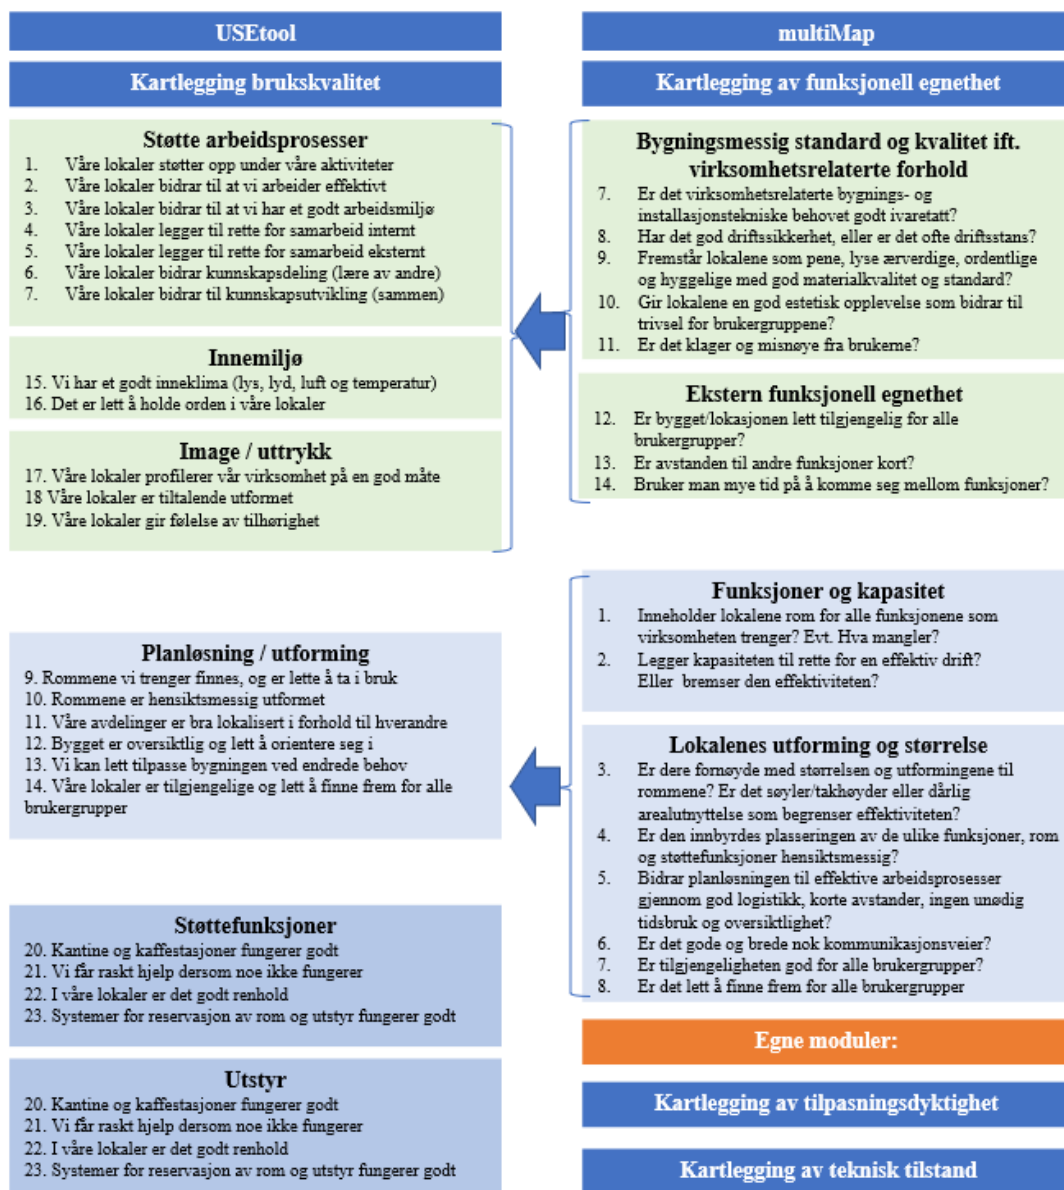 USEtool
Kartlegging brukskvalitet
Støtte arbeidsprosesser
1. Våre lokaler støtter opp under våre aktiviteter
2. Våre lokaler bidrar til at vi arbeider effektivt
3. Våre lokaler bidrar til at vi har et godt arbeidsmiljø
4. Våre lokaler legger til rette for samarbeid internt
5. Våre lokaler legger til rette for samarbeid eksternt
6. Våre lokaler bidrar kunnskapsdeling (lære av andre)
7. Våre lokaler bidrar til kunnskapsutvikling (sammen)
Innemiljø
15. Vi har et godt inneklima (lys, lyd, luft og temperatur)
16. Det er lett å holde orden i våre lokaler
Image / uttrykk
17. Våre lokaler profilerer vår virksomhet på en god måte
18 Våre lokaler er tiltalende utformet
19. Våre lokaler gir følelse av tilhørighet
Planløsning / utforming
9. Rommene vi trenger finnes, og er lette å ta i bruk
10. Rommene er hensiktsmessig utformet
11. Våre avdelinger er bra lokalisert i forhold til hverandre
12. Bygget er oversiktlig og lett å orientere seg i
13. Vi kan lett tilpasse bygningen ved endrede behov
14. Våre lokaler er tilgjengelige og lett å finne frem for alle
brukergrupper
Støttefunksjoner
20. Kantine og kaffestasjoner fungerer godt
21. Vi får raskt hjelp dersom noe ikke fungerer
22. I våre lokaler er det godt renhold
23. Systemer for reservasjon av rom og utstyr fungerer godt
Utstyr
20. Kantine og kaffestasjoner fungerer godt
21. Vi får raskt hjelp dersom noe ikke fungerer
22. I våre lokaler er det godt renhold
23. Systemer for reservasjon av rom og utstyr fungerer godt
multiMap
Kartlegging av funksjonell egnethet
Bygningsmessig standard og kvalitet ift.
virksomhetsrelaterte forhold
7. Er det virksomhetsrelaterte bygnings- og
installasjonstekniske behovet godt ivaretatt?
8. Har det god driftssikkerhet, eller er det ofte driftsstans?
9. Fremstår lokalene som pene, lyse ærverdige, ordentlige
og hyggelige med god materialkvalitet og standard?
10. Gir lokalene en god estetisk opplevelse som bidrar til
trivsel for brukergruppene?
11. Er det klager og misnøye fra brukerne?
Ekstern funksjonell egnethet
12. Er bygget/lokasjonen lett tilgjengelig for alle
brukergrupper?
13. Er avstanden til andre funksjoner kort?
14. Bruker man mye tid på å komme seg mellom funksjoner?
Funksjoner og kapasitet
1. Inneholder lokalene rom for alle funksjonene som
virksomheten trenger? Evt. Hva mangler?
2. Legger kapasiteten til rette for en effektiv drift?
Eller bremser den effektiviteten?
Lokalenes utforming og størrelse
3. Er dere fornøyde med størrelsen og utformingene til
rommene? Er det søyler/takhøyder eller dårlig
arealutnyttelse som begrenser effektiviteten?
4. Er den innbyrdes plasseringen av de ulike funksjoner, rom
og støttefunksjoner hensiktsmessig?
5. Bidrar planløsningen til effektive arbeidsprosesser
gjennom god logistikk, korte avstander, ingen unødig
tidsbruk og oversiktlighet?
6. Er det gode og brede nok kommunikasjonsveier?
7. Er tilgjengeligheten god for alle brukergrupper?
8. Er det lett å finne frem for alle brukergrupper
Egne moduler:
Kartlegging av tilpasningsdyktighet
Kartlegging av teknisk tilstand